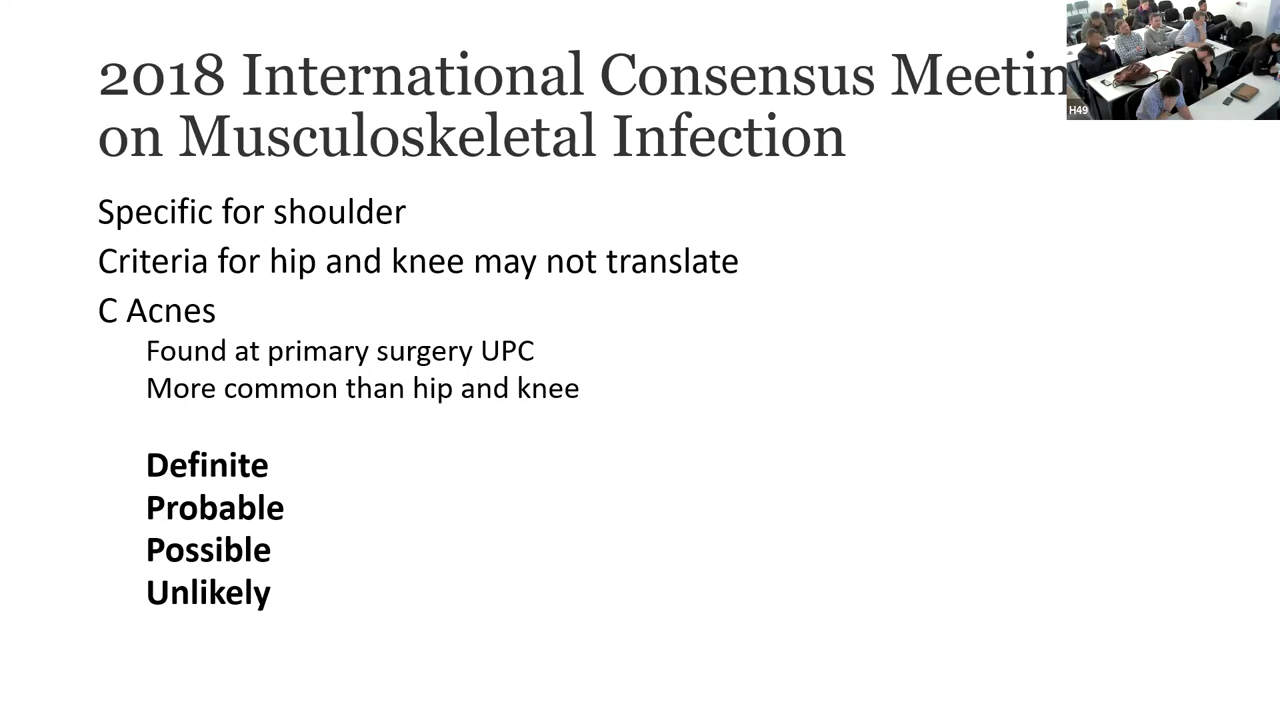 2018 International Consensus Meetin
on Musculoskeletal Infection
H49
Specific for shoulder
Criteria for hip and knee may not translate
C Acnes
Found at primary surgery UPC
More common than hip and knee
Definite
Probable
Possible
Unlikely